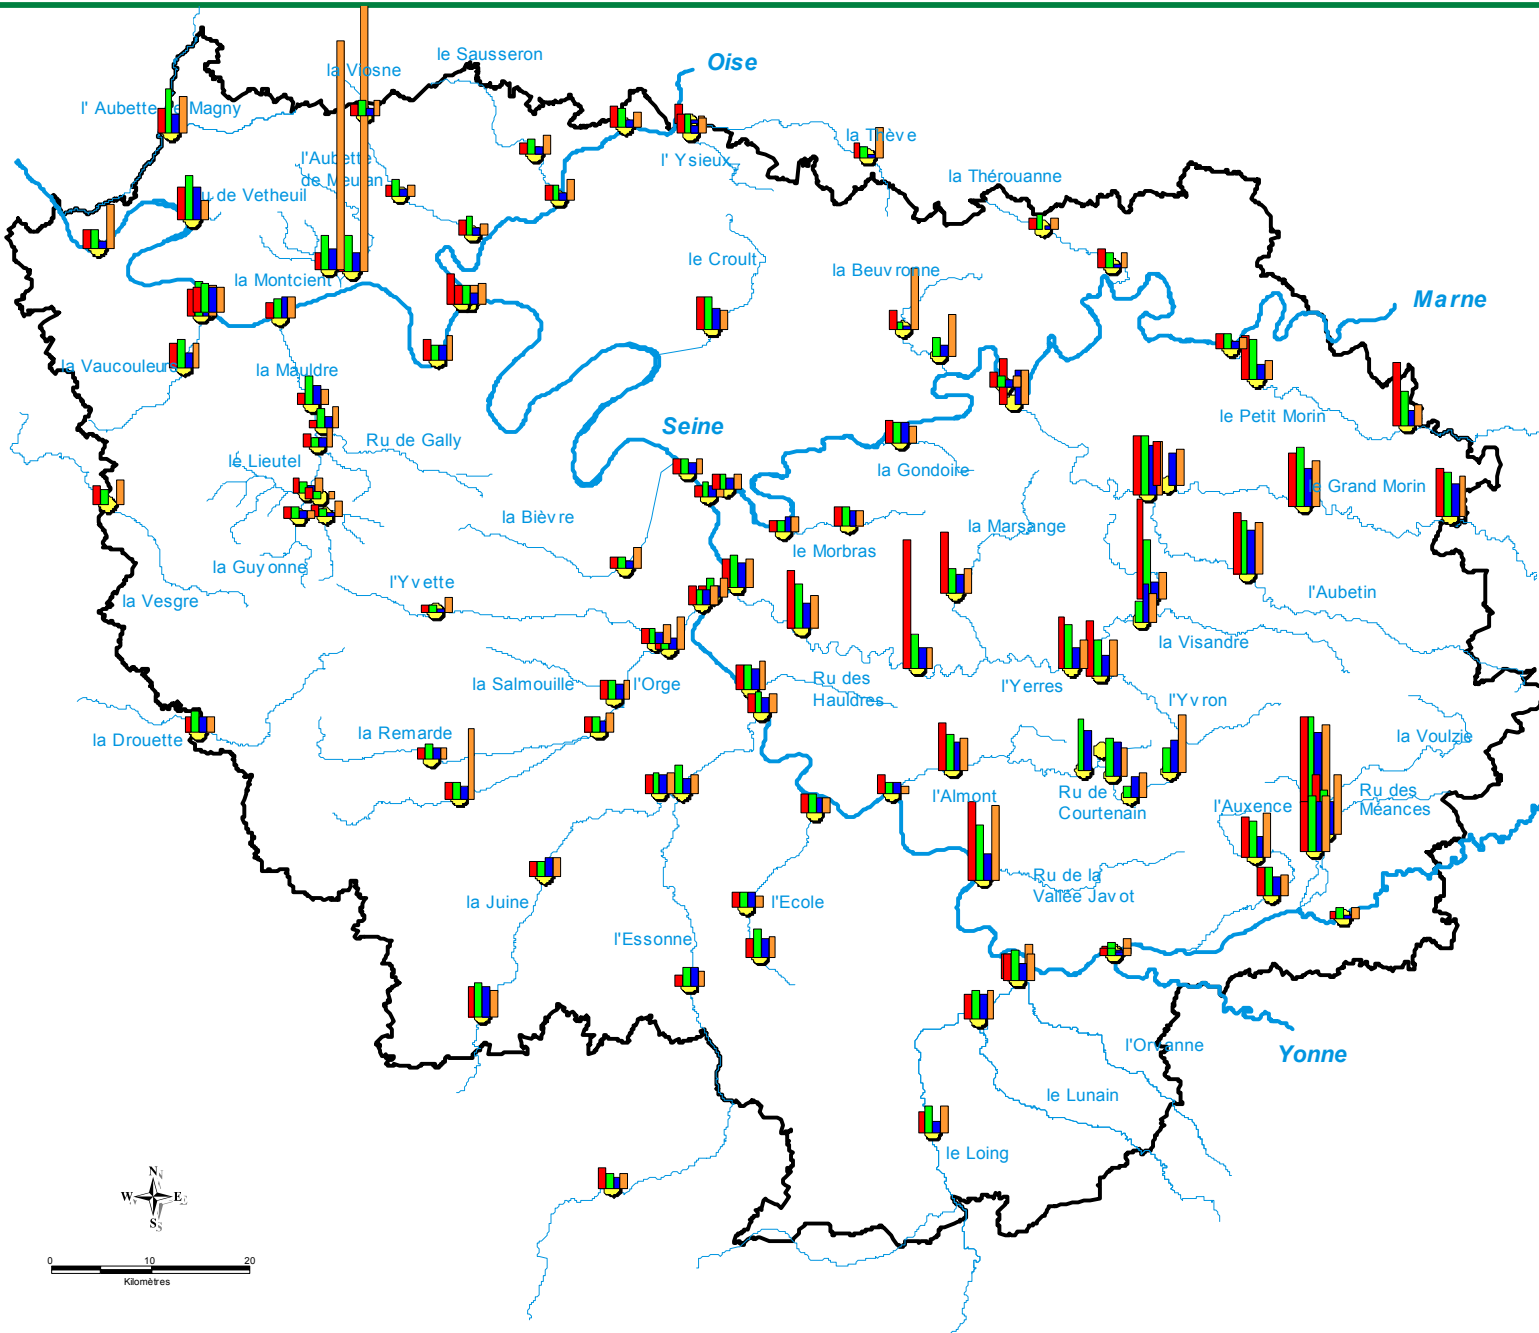 le Sausseron
Oise
la Viosne
l' Aubette de Magny
la Thève
l'Aubette
de Meulan
l' Ysieux
la Thérouanne
Ru de Vetheuil
le Croult
la Beuvronne
la Montcient
Marne
la Vaucouleurs
la Mauldre
le Petit Morin
Seine
Ru de Gally
le Lieutel
la Gondoire
le Grand Morin
la Bièvre
la Marsange
le Morbras
la Guyonne
l'Yvette
l'Aubetin
la Vesgre
la Visandre
la Salmouille
l'Orge
Ru des
Hauldres
l'Yerres
l'Yvron
la Drouette
la Remarde
la Voulzie
l'Almont
Ru de
Courtenain
l'Auxence
Ru des
Méances
la Juine
l'Ecole
Ru de la
Vallée Javot
l'Essonne
l'Orvanne
Yonne
le Lunain
le Loing
N
W E
S
0 10 20
Kilomètres